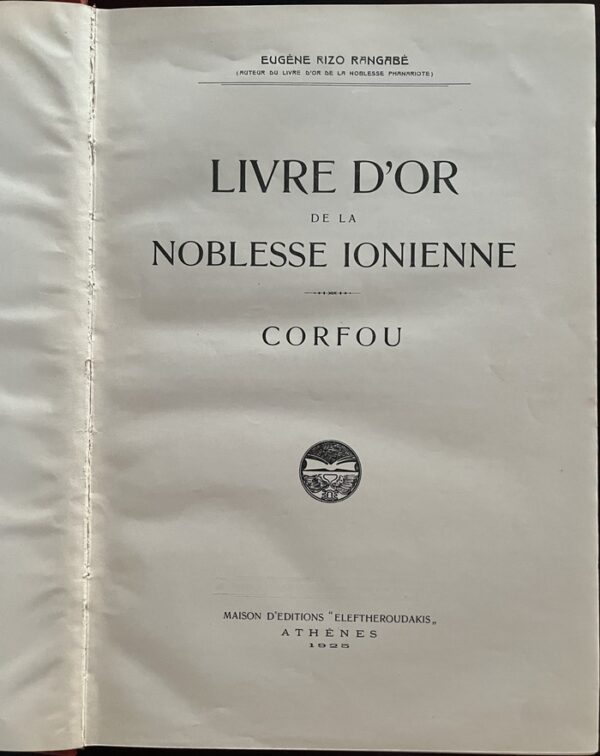 EUGÈNE RIZO RANGABÉ
(AUTEUR DU LIVRE D'OR DE LA NOBLESSE PHANARIOTE)
LIVRE D'OR
DE LA
NOBLESSE IONIENNE
CORFOU
MAISON D'EDITIONS "ELEFTHEROUDAKIS„
ATHÈNES
1925